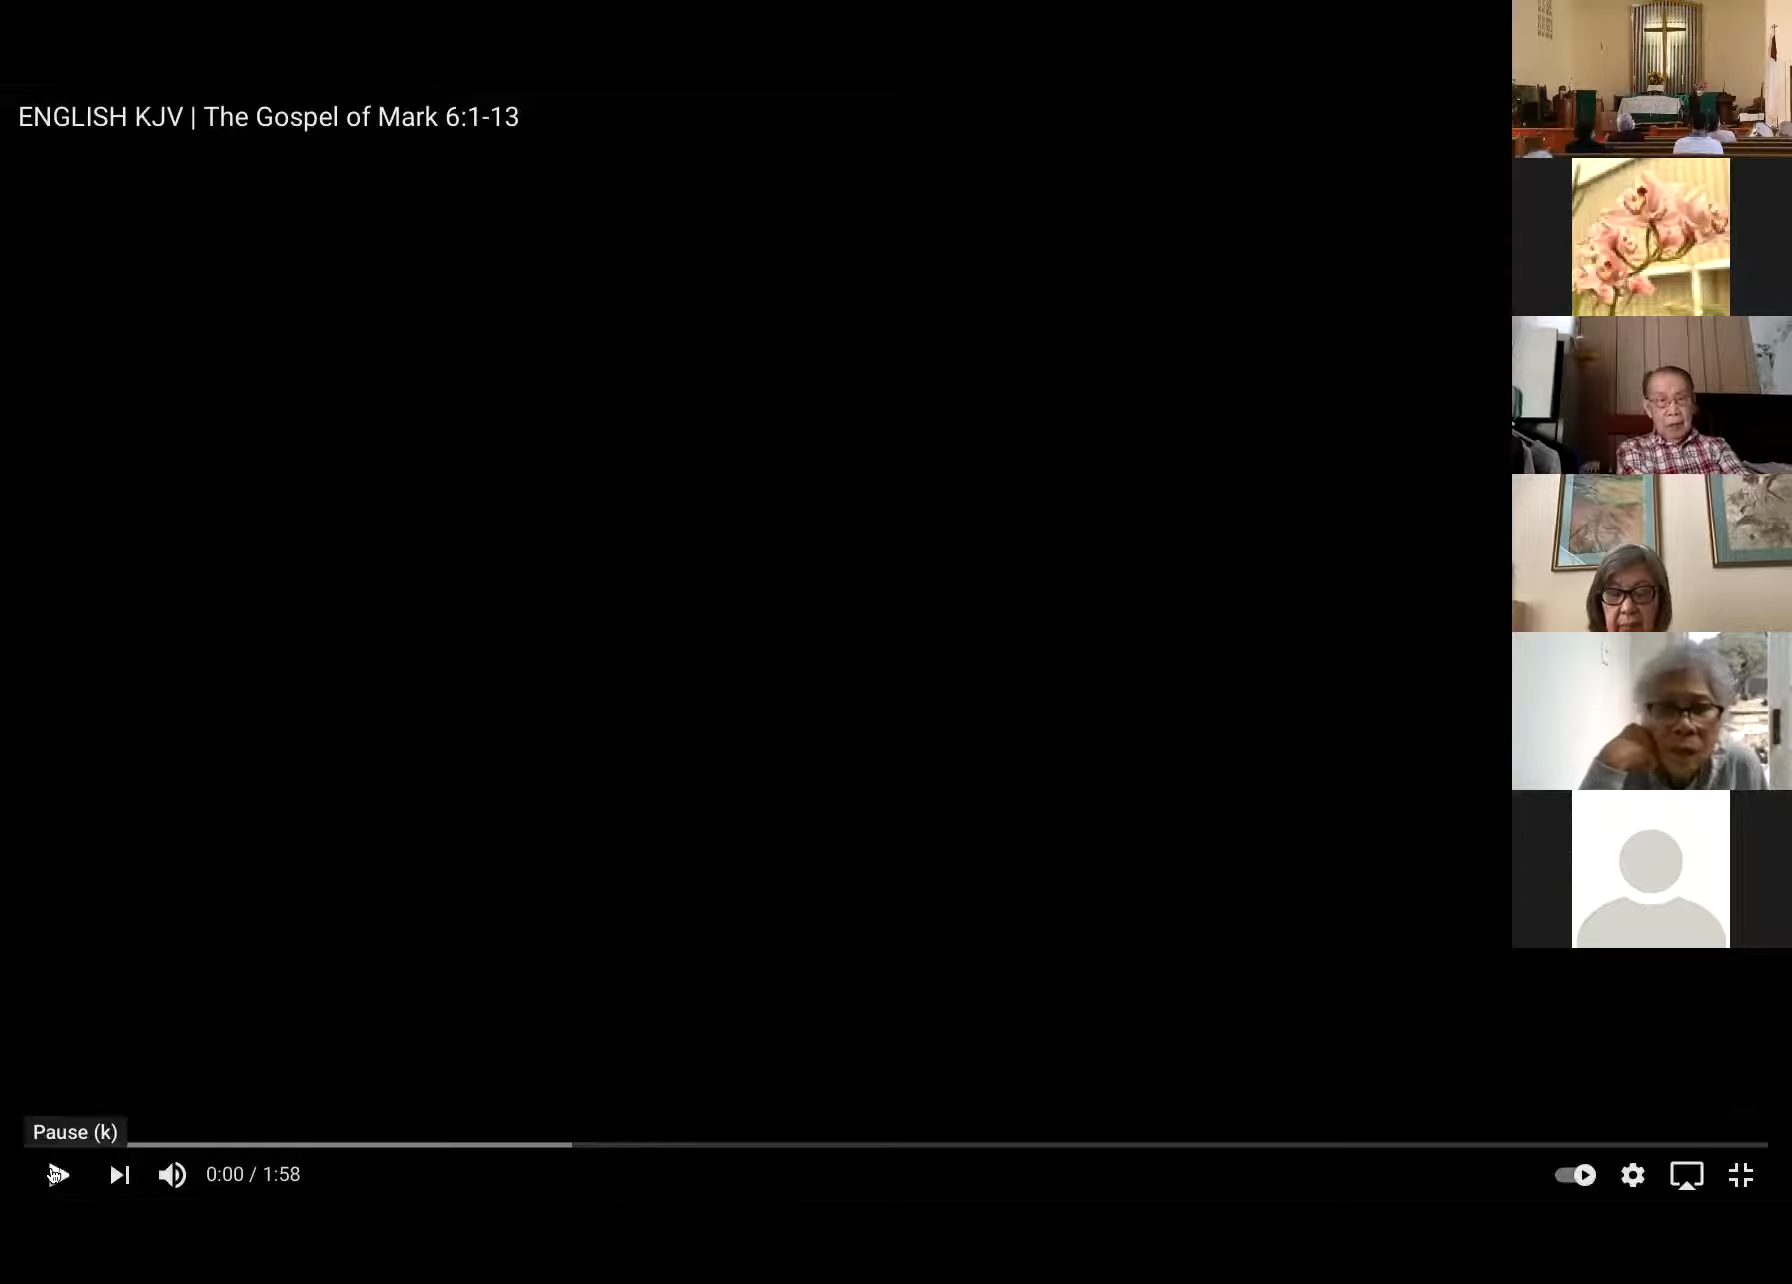 ENGLISH KJV | The Gospel of Mark 6:1-13
Pause (k)
0:00 / 1:58